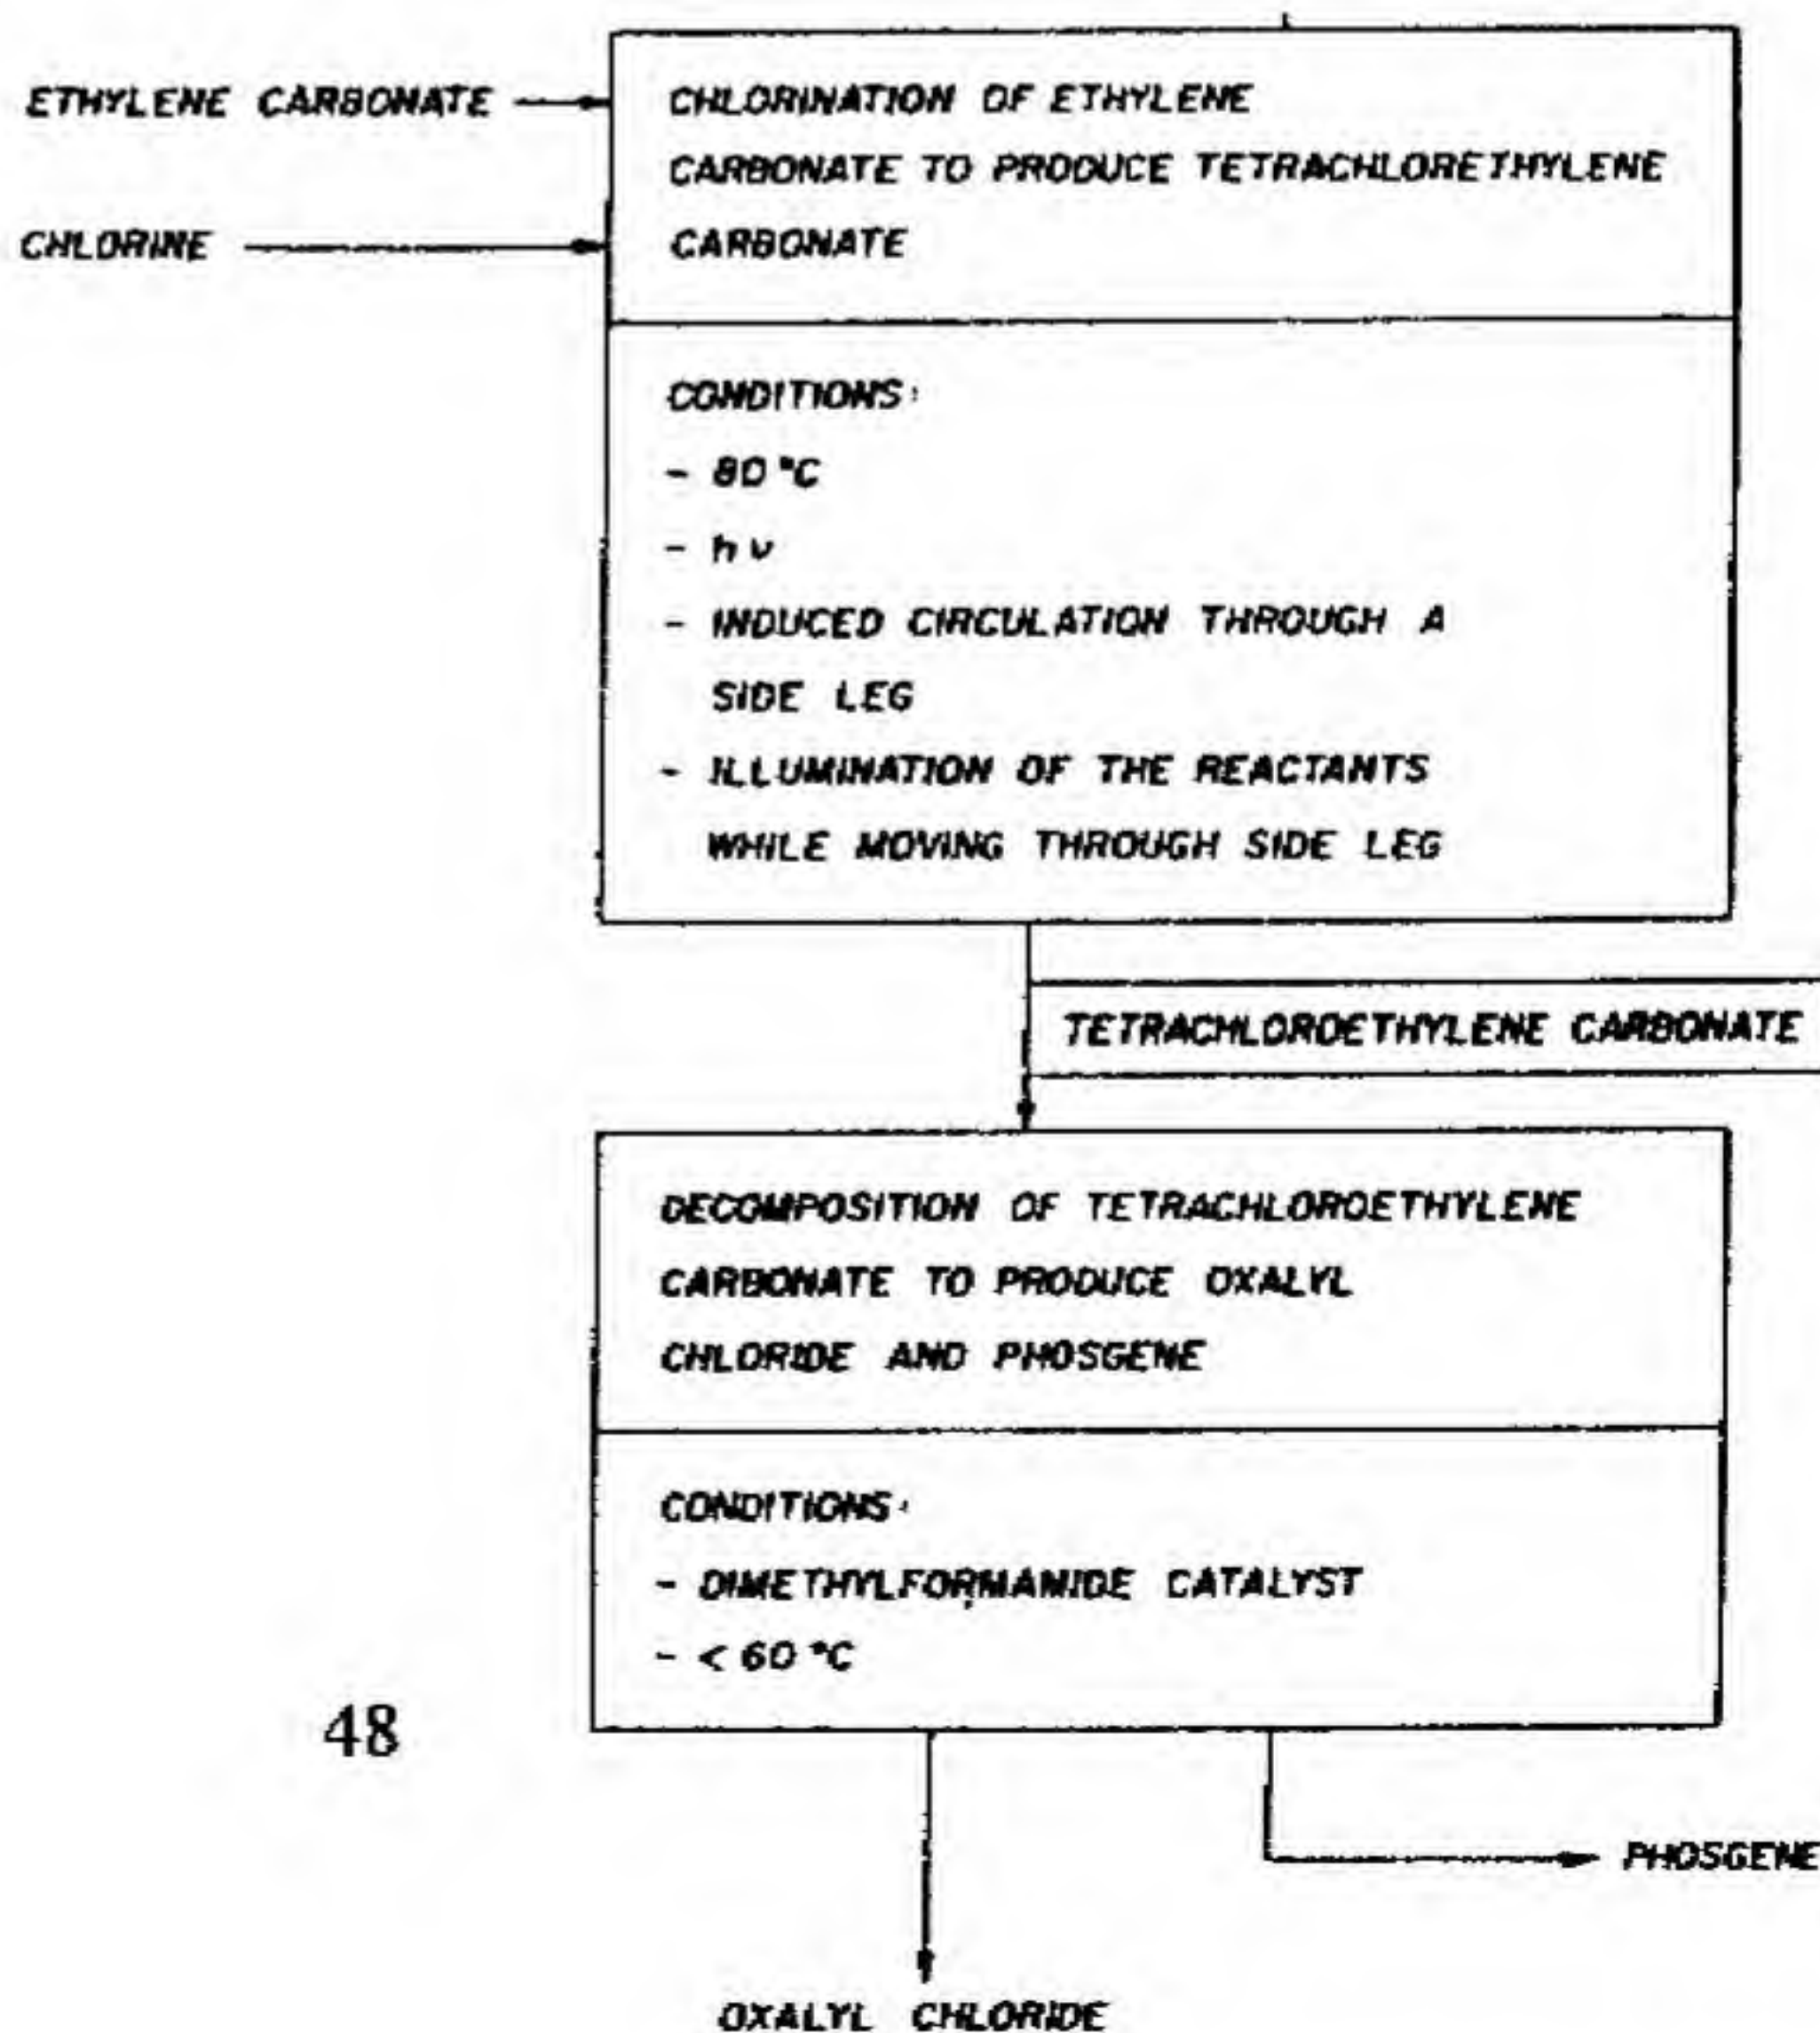 ETHYLENE CARBONATE
CHLORINE
CHLORINATION OF ETHYLENE
CARBONATE TO PRODUCE TETRACHLORETHYLENE
CARBONATE
CONDITIONS:
- 80 °C
- hν
- INDUCED CIRCULATION THROUGH A
SIDE LEG
- ILLUMINATION OF THE REACTANTS
WHILE MOVING THROUGH SIDE LEG
TETRACHLOROETHYLENE CARBONATE
DECOMPOSITION OF TETRACHLOROETHYLENE
CARBONATE TO PRODUCE OXALYL
CHLORIDE AND PHOSGENE
CONDITIONS:
- DIMETHYLFORMAMIDE CATALYST
- < 60 °C
48
PHOSGENE
OXALYL CHLORIDE